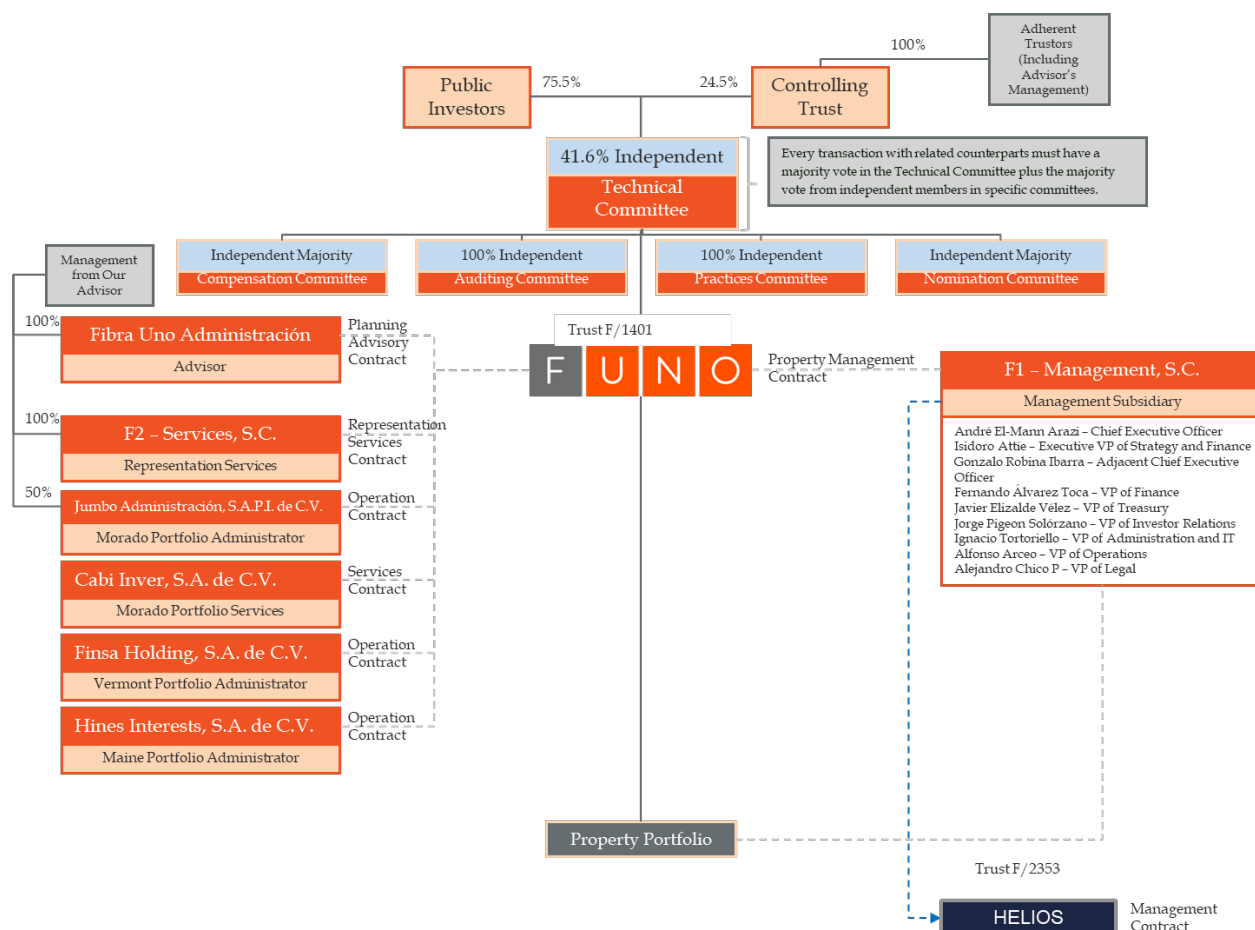 100%
Adherent
Trustors
(Including
Advisor's
Management)
Public
Investors
75.5%
24.5%
Controlling
Trust
41.6% Independent
Technical
Committee
Every transaction with related counterparts must have a
majority vote in the Technical Committee plus the majority
vote from independent members in specific committees.
Management
from Our
Advisor
Independent Majority
Compensation Committee
100% Independent
Auditing Committee
100% Independent
Practices Committee
Independent Majority
Nomination Committee
100%
Fibra Uno Administración
Advisor
Planning
Advisory
Contract
Trust F/1401
FUNO
Property Management
Contract
F1 – Management, S.C.
Management Subsidiary
André El-Mann Arazi – Chief Executive Officer
Isidoro Attie – Executive VP of Strategy and Finance
Gonzalo Robina Ibarra – Adjacent Chief Executive
Officer
Fernando Álvarez Toca – VP of Finance
Javier Elizalde Vélez – VP of Treasury
Jorge Pigeon Solórzano – VP of Investor Relations
Ignacio Tortoriello – VP of Administration and IT
Alfonso Arceo – VP of Operations
Alejandro Chico P – VP of Legal
100%
F2 – Services, S.C.
Representation Services
Representation
Services
Contract
50%
Jumbo Administración, S.A.P.I. de C.V.
Morado Portfolio Administrator
Operation
Contract
Cabi Inver, S.A. de C.V.
Morado Portfolio Services
Services
Contract
Finsa Holding, S.A. de C.V.
Vermont Portfolio Administrator
Operation
Contract
Hines Interests, S.A. de C.V.
Maine Portfolio Administrator
Operation
Contract
Property Portfolio
Trust F/2353
HELIOS
Management
Contract